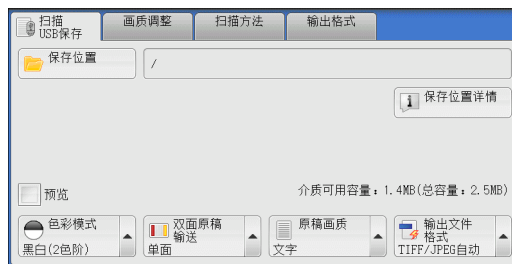 扫描
USB保存
画质调整
扫描方法
输出格式
保存位置
/
保存位置详情
预览
介质可用容量：1.4MB(总容量：2.5MB)
色彩模式
黑白(2色阶)
双面原稿
输送
单面
原稿画质
文字
输出文件
格式
TIFF/JPEG自动